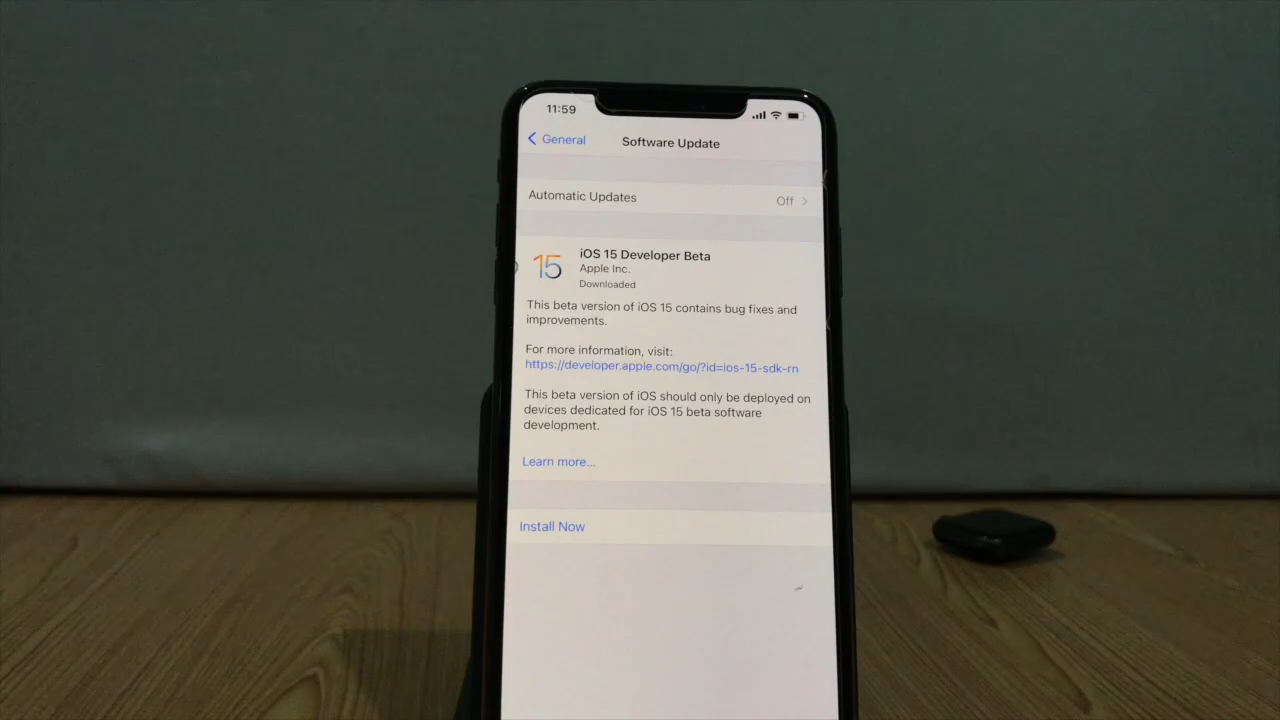 11:59
General
Software Update
Automatic Updates
Off
15
iOS 15 Developer Beta
Apple Inc.
Downloaded
This beta version of iOS 15 contains bug fixes and
improvements.
For more information, visit:
https://developer.apple.com/go/?id=ios-15-sdk-rn
This beta version of iOS should only be deployed on
devices dedicated for iOS 15 beta software
development.
Learn more...
Install Now